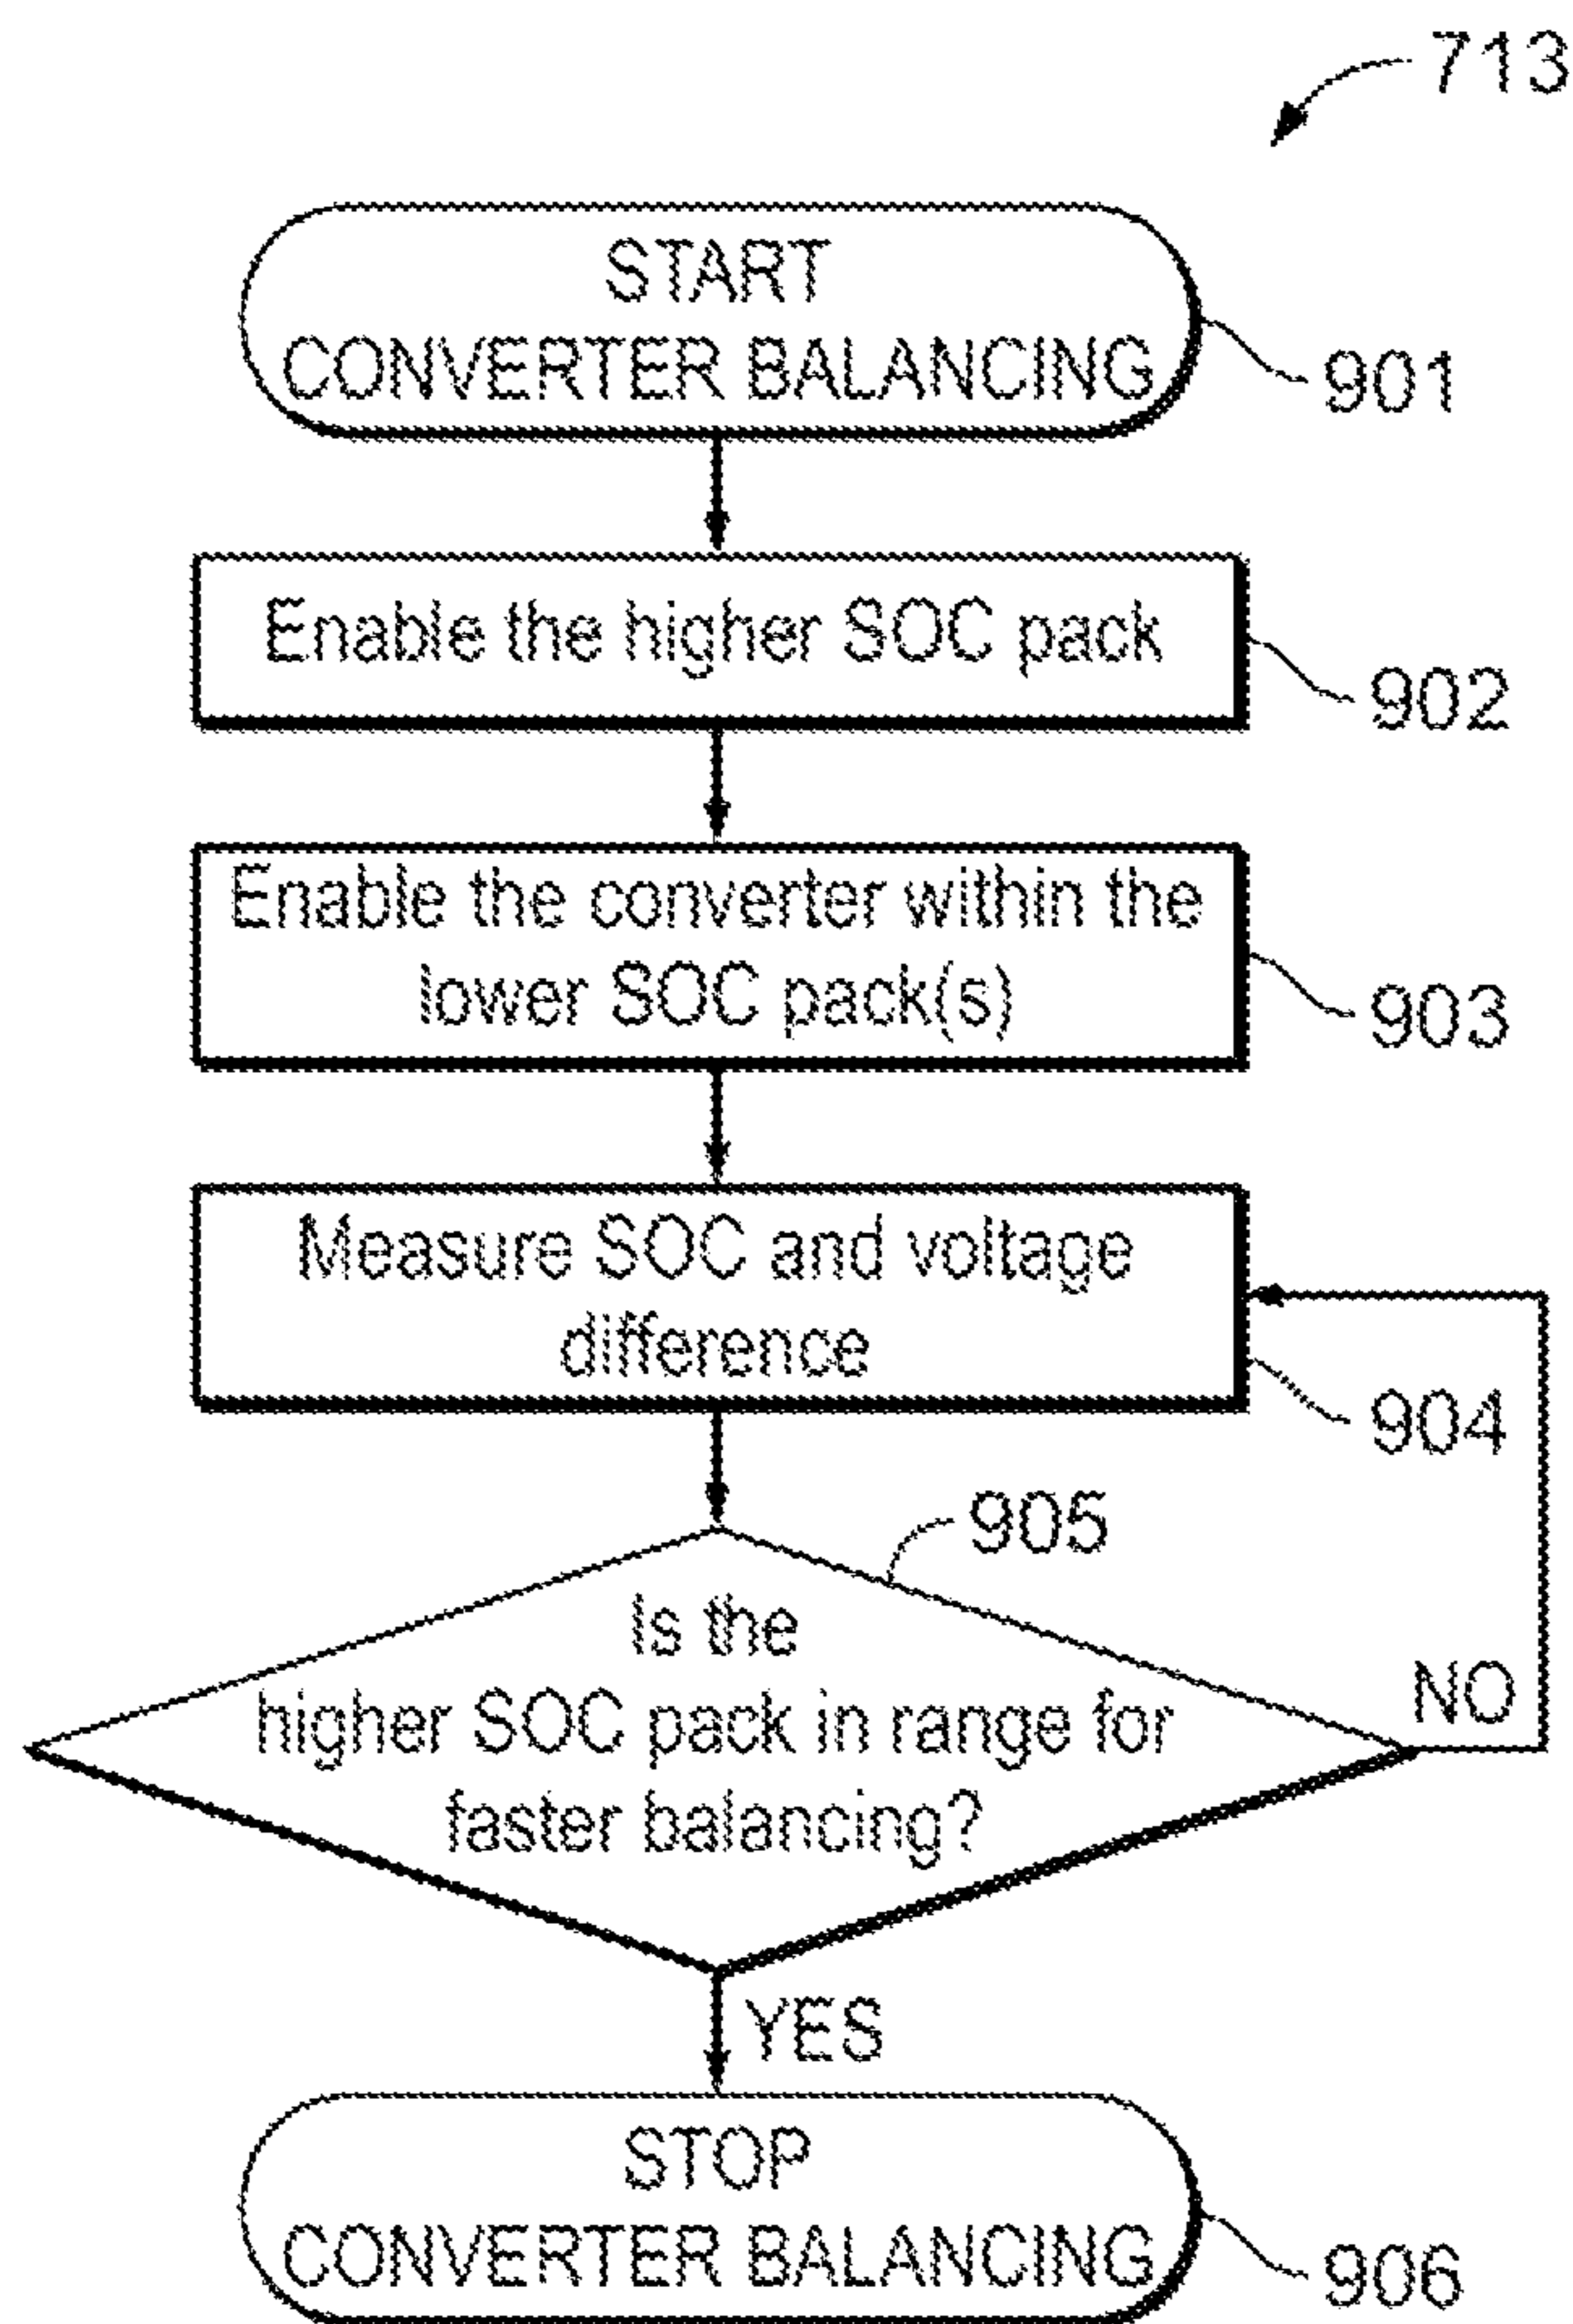 713
START
CONVERTER BALANCING
901
Enable the higher SOC pack
902
Enable the converter within the
lower SOC pack(s)
903
Measure SOC and voltage
difference
904
905
Is the
higher SOC pack in range for
faster balancing?
NO
YES
STOP
CONVERTER BALANCING
906